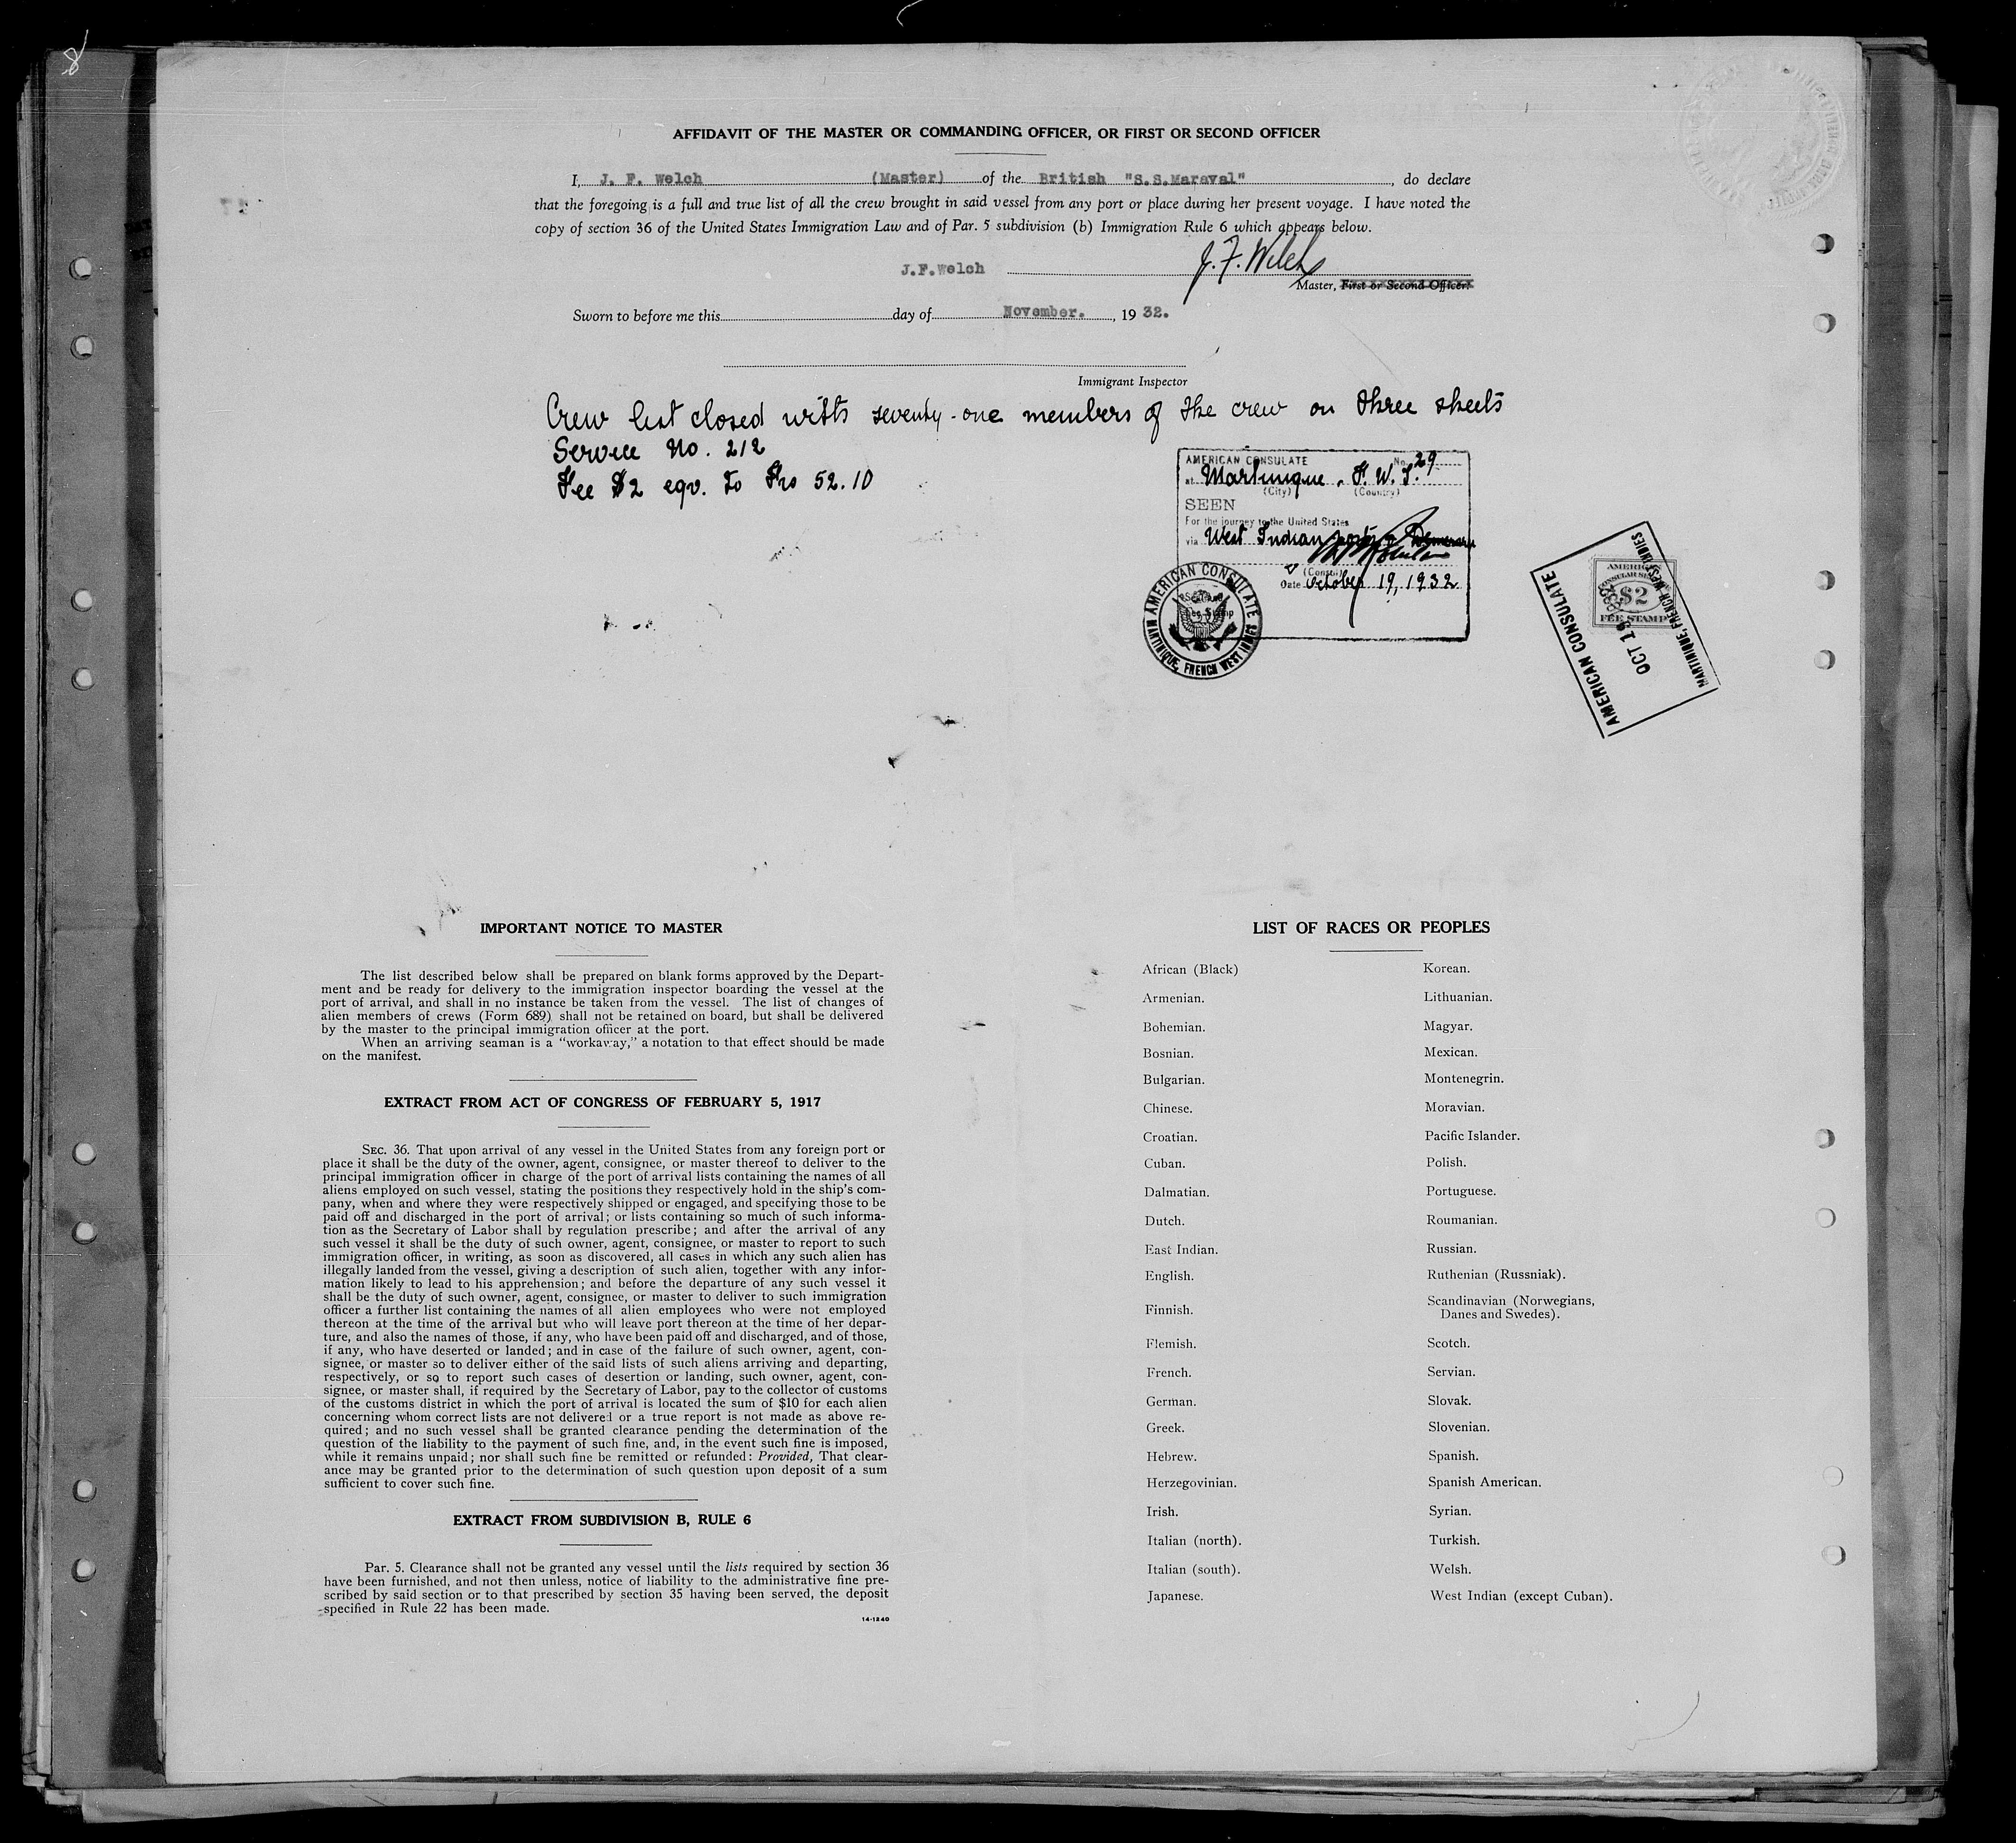 8
AFFIDAVIT OF THE MASTER OR COMMANDING OFFICER, OR FIRST OR SECOND OFFICER
I, J. F. Welch (Master) of the British "S.S.Maraval", do declare
that the foregoing is a full and true list of all the crew brought in said vessel from any port or place during her present voyage. I have noted the
copy of section 36 of the United States Immigration Law and of Par. 5 subdivision (b) Immigration Rule 6 which appears below.
J.F.Welch J. F. Welch
Master, First or Second Officer.
Sworn to before me this day of November. , 19 32.
Immigrant Inspector
Crew list closed with seventy-one members of the crew on three sheets
Service No. 212
Fee $2 eqv. to Frs 52.10
AMERICAN CONSULATE No. 29
at Martinique, F. W. I.
(City) (Country)
SEEN
For the journey to the United States
via West Indian ports
(Consul)
Date October 19, 1932
AMERICAN CONSULATE
MARTINIQUE, FRENCH WEST INDIES
AMERICAN CONSULATE
OCT 19 1932
MARTINIQUE, FRENCH WEST INDIES
AMERICAN
CONSULAR SERVICE
$2
FEE STAMP
IMPORTANT NOTICE TO MASTER
The list described below shall be prepared on blank forms approved by the Depart-
ment and be ready for delivery to the immigration inspector boarding the vessel at the
port of arrival, and shall in no instance be taken from the vessel. The list of changes of
alien members of crews (Form 689) shall not be retained on board, but shall be delivered
by the master to the principal immigration officer at the port.
When an arriving seaman is a "workaway," a notation to that effect should be made
on the manifest.
EXTRACT FROM ACT OF CONGRESS OF FEBRUARY 5, 1917
SEC. 36. That upon arrival of any vessel in the United States from any foreign port or
place it shall be the duty of the owner, agent, consignee, or master thereof to deliver to the
principal immigration officer in charge of the port of arrival lists containing the names of all
aliens employed on such vessel, stating the positions they respectively hold in the ship's com-
pany, when and where they were respectively shipped or engaged, and specifying those to be
paid off and discharged in the port of arrival; or lists containing so much of such informa-
tion as the Secretary of Labor shall by regulation prescribe; and after the arrival of any
such vessel it shall be the duty of such owner, agent, consignee, or master to report to such
immigration officer, in writing, as soon as discovered, all cases in which any such alien has
illegally landed from the vessel, giving a description of such alien, together with any infor-
mation likely to lead to his apprehension; and before the departure of any such vessel it
shall be the duty of such owner, agent, consignee, or master to deliver to such immigration
officer a further list containing the names of all alien employees who were not employed
thereon at the time of the arrival but who will leave port thereon at the time of her depar-
ture, and also the names of those, if any, who have been paid off and discharged, and of those,
if any, who have deserted or landed; and in case of the failure of such owner, agent, con-
signee, or master so to deliver either of the said lists of such aliens arriving and departing,
respectively, or so to report such cases of desertion or landing, such owner, agent, con-
signee, or master shall, if required by the Secretary of Labor, pay to the collector of customs
of the customs district in which the port of arrival is located the sum of $10 for each alien
concerning whom correct lists are not delivered or a true report is not made as above re-
quired; and no such vessel shall be granted clearance pending the determination of the
question of the liability to the payment of such fine, and, in the event such fine is imposed,
while it remains unpaid; nor shall such fine be remitted or refunded: Provided, That clear-
ance may be granted prior to the determination of such question upon deposit of a sum
sufficient to cover such fine.
EXTRACT FROM SUBDIVISION B, RULE 6
Par. 5. Clearance shall not be granted any vessel until the lists required by section 36
have been furnished, and not then unless, notice of liability to the administrative fine pre-
scribed by said section or to that prescribed by section 35 having been served, the deposit
specified in Rule 22 has been made.
14-1240
LIST OF RACES OR PEOPLES
African (Black)
Armenian.
Bohemian.
Bosnian.
Bulgarian.
Chinese.
Croatian.
Cuban.
Dalmatian.
Dutch.
East Indian.
English.
Finnish.
Flemish.
French.
German.
Greek.
Hebrew.
Herzegovinian.
Irish.
Italian (north).
Italian (south).
Japanese.
Korean.
Lithuanian.
Magyar.
Mexican.
Montenegrin.
Moravian.
Pacific Islander.
Polish.
Portuguese.
Roumanian.
Russian.
Ruthenian (Russniak).
Scandinavian (Norwegians,
Danes and Swedes).
Scotch.
Servian.
Slovak.
Slovenian.
Spanish.
Spanish American.
Syrian.
Turkish.
Welsh.
West Indian (except Cuban).